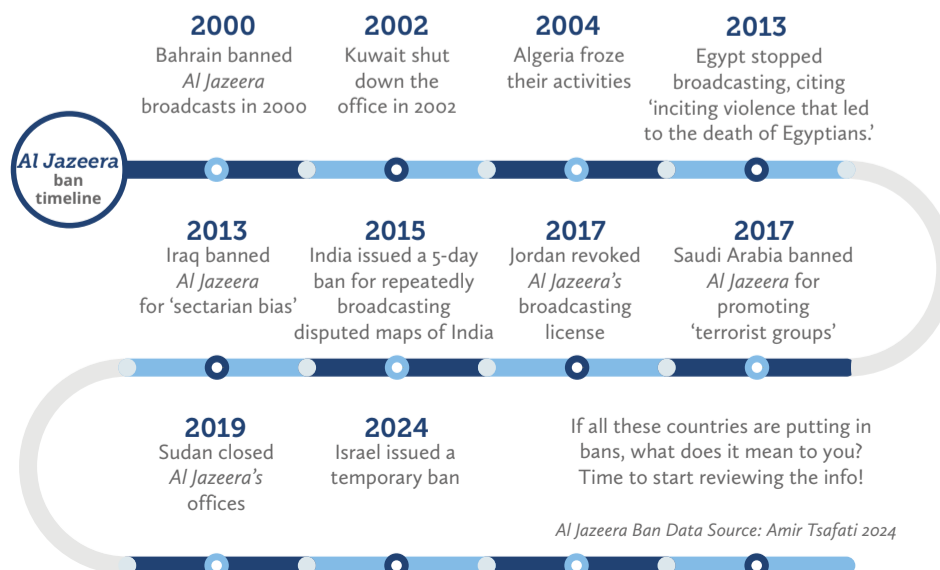 2000
Bahrain banned
Al Jazeera
broadcasts in 2000
2002
Kuwait shut
down the
office in 2002
2004
Algeria froze
their activities
2013
Egypt stopped
broadcasting, citing
‘inciting violence that led
to the death of Egyptians.’
Al Jazeera
ban
timeline
2013
Iraq banned
Al Jazeera
for ‘sectarian bias’
2015
India issued a 5-day
ban for repeatedly
broadcasting
disputed maps of India
2017
Jordan revoked
Al Jazeera’s
broadcasting
license
2017
Saudi Arabia banned
Al Jazeera for
promoting
‘terrorist groups’
2019
Sudan closed
Al Jazeera’s
offices
2024
Israel issued a
temporary ban
If all these countries are putting in
bans, what does it mean to you?
Time to start reviewing the info!
Al Jazeera Ban Data Source: Amir Tsafati 2024